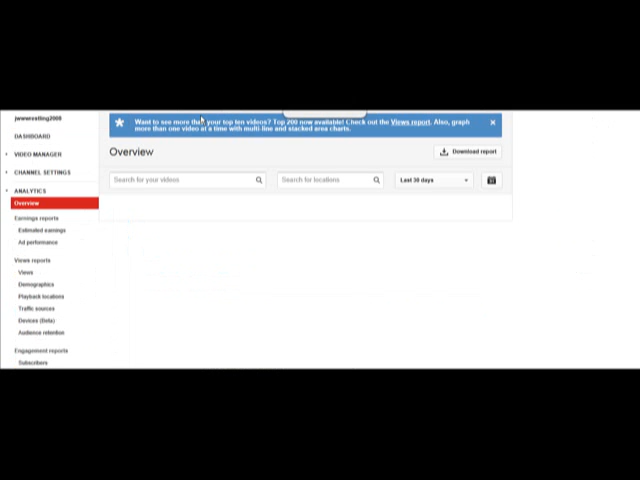 jwwwrestling2008
DASHBOARD
VIDEO MANAGER
CHANNEL SETTINGS
ANALYTICS
Overview
Earnings reports
Estimated earnings
Ad performance
Views reports
Views
Demographics
Playback locations
Traffic sources
Devices (Beta)
Audience retention
Engagement reports
Subscribers
Want to see more than your top ten videos? Top 200 now available! Check out the Views report. Also, graph
more than one video at a time with multi-line and stacked area charts.
Overview
Download report
Search for your videos
Search for locations
Last 30 days